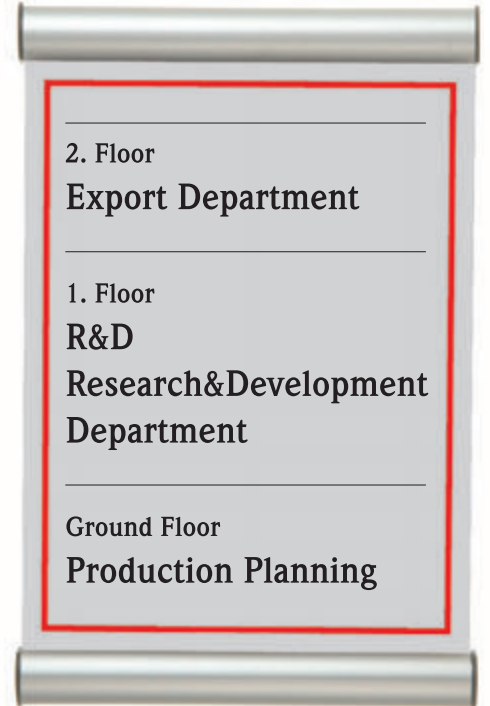 2. Floor
Export Department
1. Floor
R&D
Research&Development
Department
Ground Floor
Production Planning